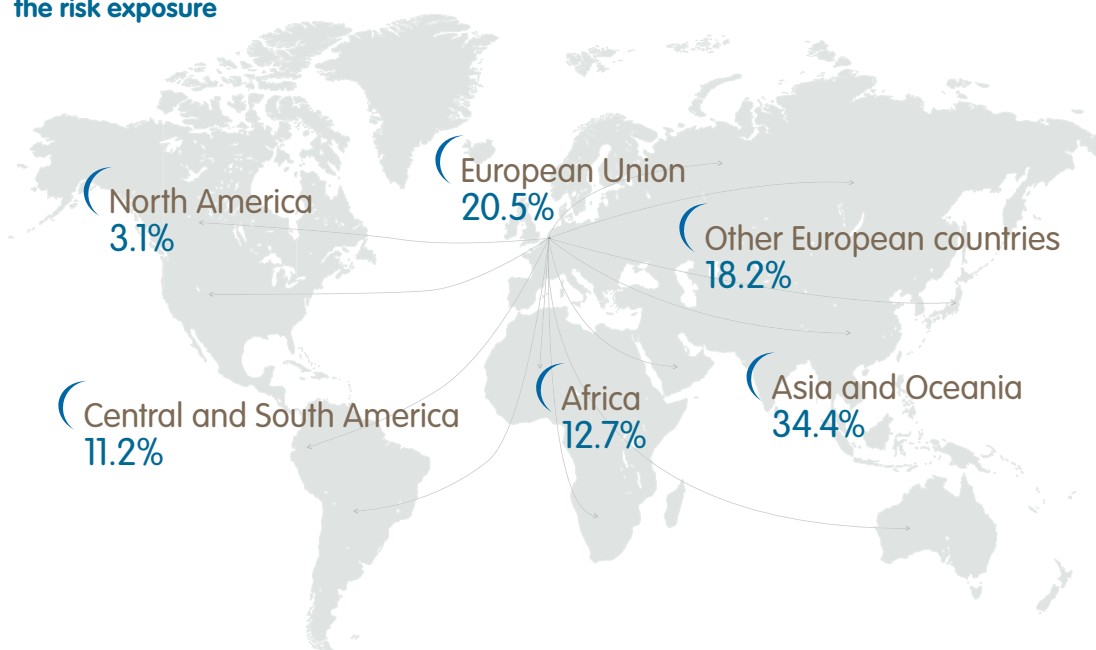 the risk exposure
European Union
20.5%
North America
3.1%
Other European countries
18.2%
Asia and Oceania
34.4%
Africa
12.7%
Central and South America
11.2%